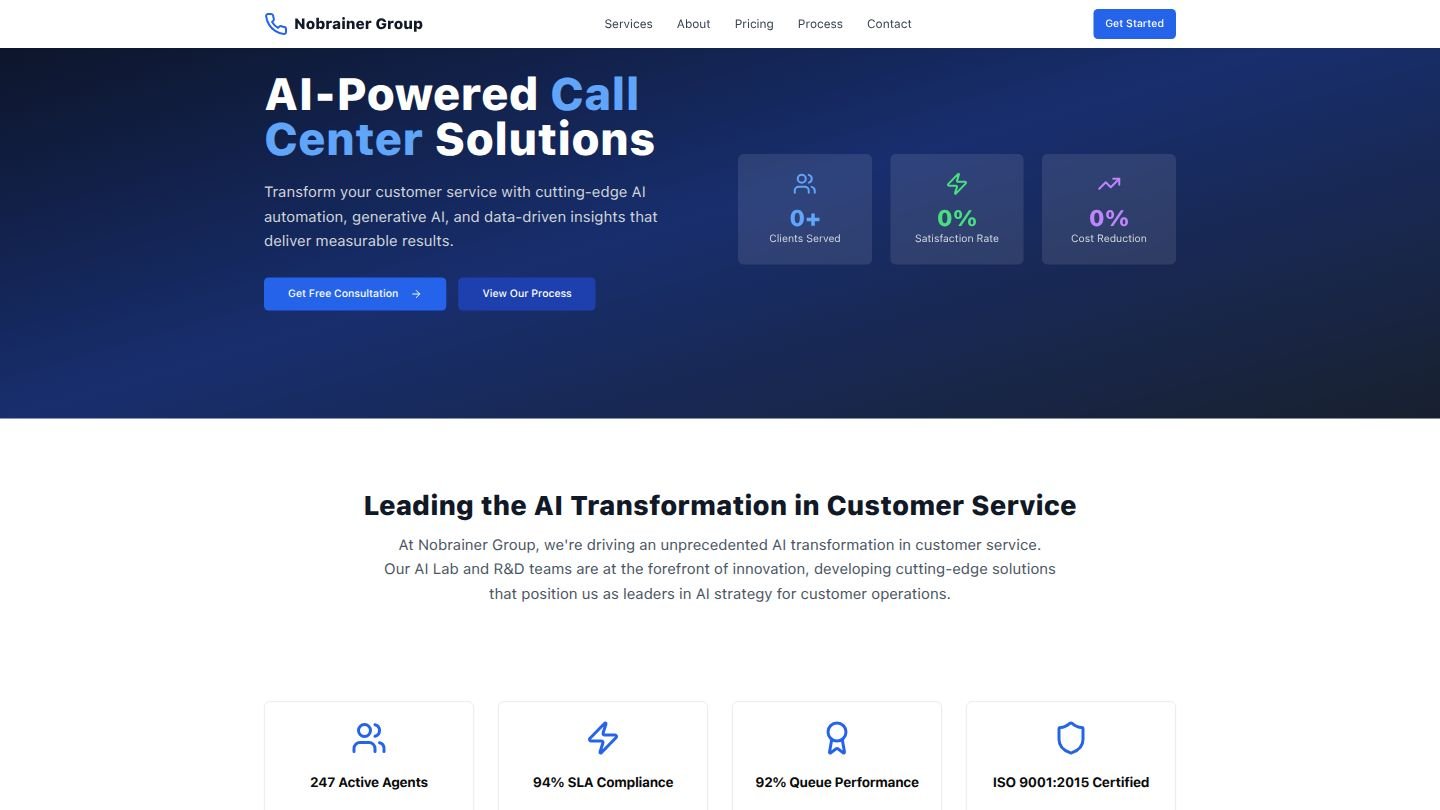 Nobrainer Group
Services
About
Pricing
Process
Contact
Get Started
AI-Powered Call
Center Solutions
Transform your customer service with cutting-edge AI
automation, generative AI, and data-driven insights that
deliver measurable results.
Get Free Consultation
View Our Process
0+
Clients Served
0%
Satisfaction Rate
0%
Cost Reduction
Leading the AI Transformation in Customer Service
At Nobrainer Group, we're driving an unprecedented AI transformation in customer service.
Our AI Lab and R&D teams are at the forefront of innovation, developing cutting-edge solutions
that position us as leaders in AI strategy for customer operations.
247 Active Agents
94% SLA Compliance
92% Queue Performance
ISO 9001:2015 Certified